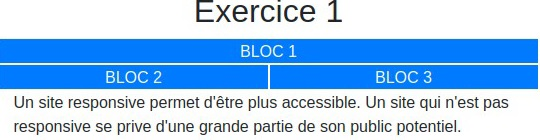 Exercice 1
BLOC 1
BLOC 2 BLOC 3
Un site responsive permet d'être plus accessible. Un site qui n'est pas
responsive se prive d'une grande partie de son public potentiel.